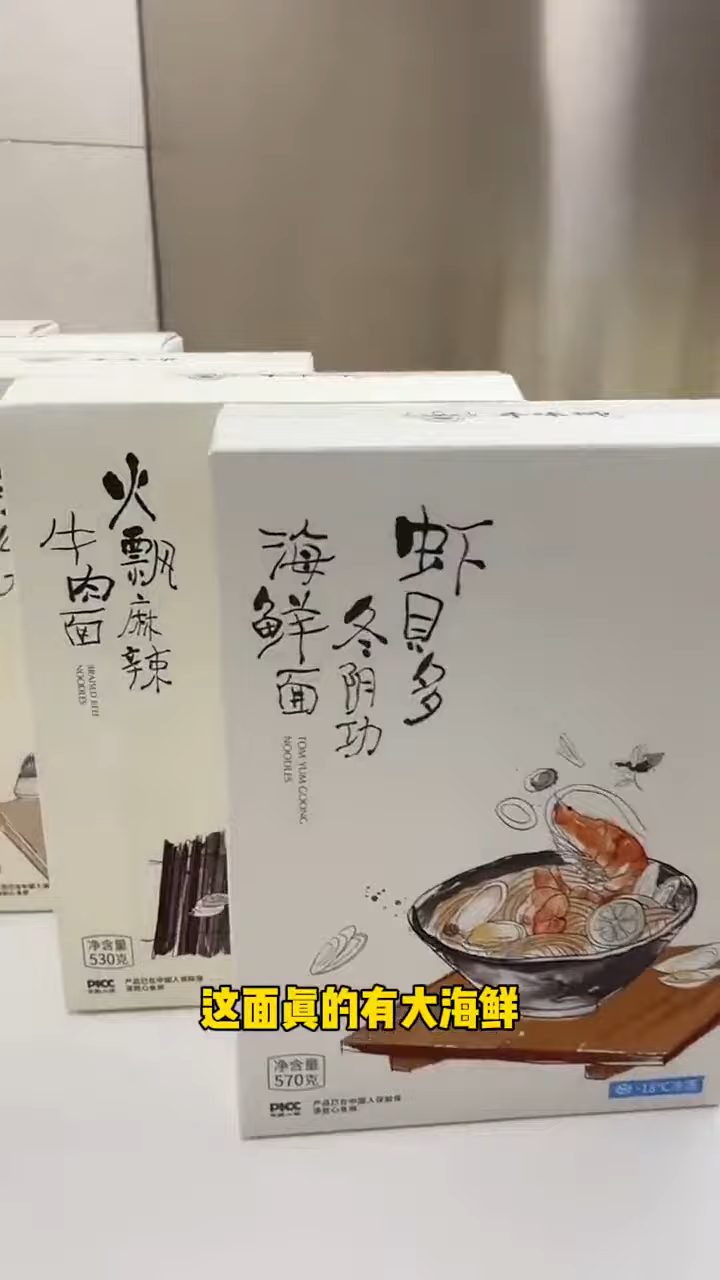 虾贝多
冬阴功
海鲜面
TOM YUM GOONG
NOODLES
净含量
570克
PICC
-18℃冷冻
火飘麻辣
牛肉面
BRAISED BEEF
NOODLES
净含量
530克
PICC
这面真的有大海鲜